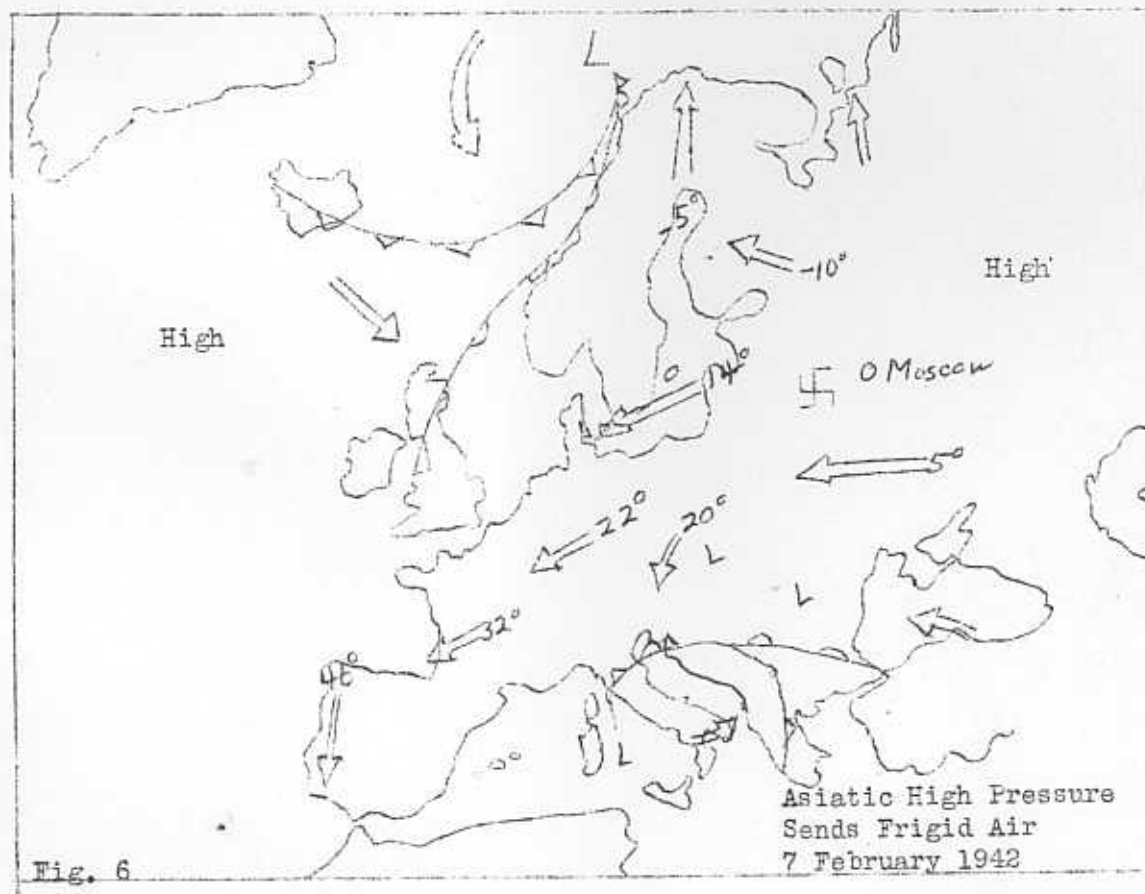 L
-5°
-10°
High
High
O Moscow
0
14°
L
5°
22°
20°
L
L
32°
L
Asiatic High Pressure
Sends Frigid Air
7 February 1942
Fig. 6